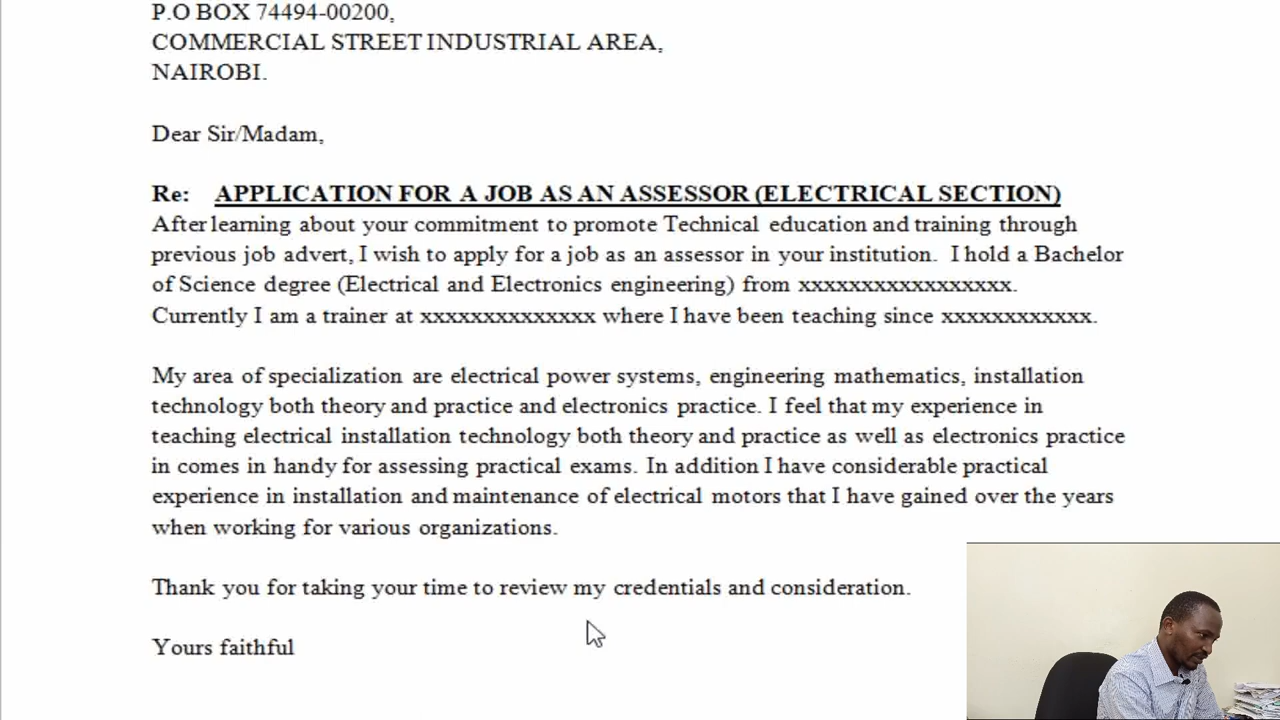 P.O BOX 74494-00200,
COMMERCIAL STREET INDUSTRIAL AREA,
NAIROBI.
Dear Sir/Madam,
Re: APPLICATION FOR A JOB AS AN ASSESSOR (ELECTRICAL SECTION)
After learning about your commitment to promote Technical education and training through
previous job advert, I wish to apply for a job as an assessor in your institution. I hold a Bachelor
of Science degree (Electrical and Electronics engineering) from xxxxxxxxxxxxxxxxx.
Currently I am a trainer at xxxxxxxxxxxxxx where I have been teaching since xxxxxxxxxxxx.
My area of specialization are electrical power systems, engineering mathematics, installation
technology both theory and practice and electronics practice. I feel that my experience in
teaching electrical installation technology both theory and practice as well as electronics practice
in comes in handy for assessing practical exams. In addition I have considerable practical
experience in installation and maintenance of electrical motors that I have gained over the years
when working for various organizations.
Thank you for taking your time to review my credentials and consideration.
Yours faithful